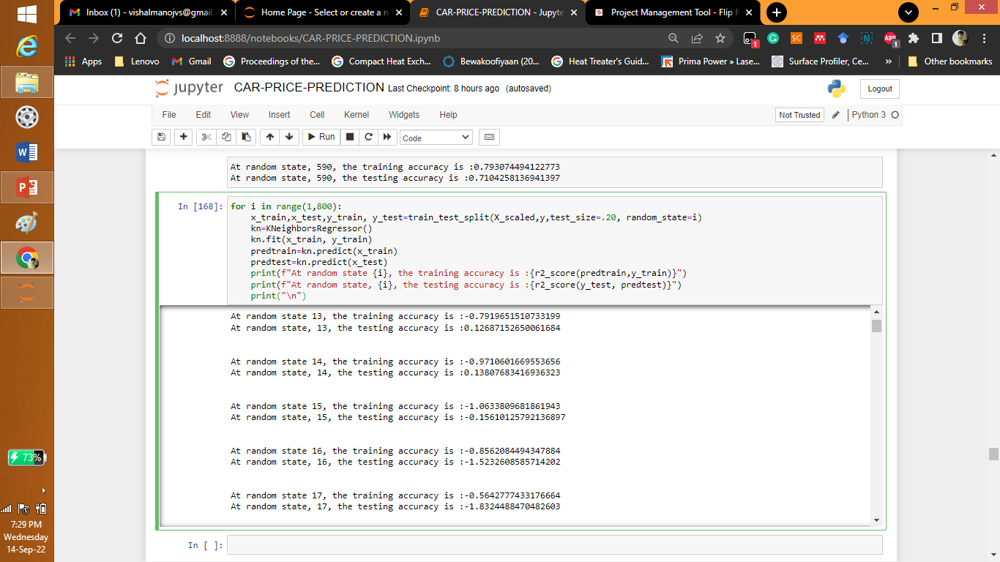 Inbox (1) - vishalmanojvs@gmail.
Home Page - Select or create a n
CAR-PRICE-PREDICTION - Jupyte
Project Management Tool - Flip R
localhost:8888/notebooks/CAR-PRICE-PREDICTION.ipynb
1
SC
ABP
1
Apps
Lenovo
Gmail
Proceedings of the...
Compact Heat Exch...
Bewakoofiyaan (20...
Heat Treater's Guid...
Prima Power » Lase...
Surface Profiler, Ce...
»
Other bookmarks
jupyter
CAR-PRICE-PREDICTION Last Checkpoint: 8 hours ago (autosaved)
Logout
File Edit View Insert Cell Kernel Widgets Help
Not Trusted
Python 3
Run
Code
At random state, 590, the training accuracy is :0.793074494122773
At random state, 590, the testing accuracy is :0.7104258136941397
In [168]:
for i in range(1,800):
x_train,x_test,y_train, y_test=train_test_split(X_scaled,y,test_size=.20, random_state=i)
kn=KNeighborsRegressor()
kn.fit(x_train, y_train)
predtrain=kn.predict(x_train)
predtest=kn.predict(x_test)
print(f"At random state {i}, the training accuracy is :{r2_score(predtrain,y_train)}")
print(f"At random state, {i}, the testing accuracy is :{r2_score(y_test, predtest)}")
print("\n")
At random state 13, the training accuracy is :-0.7919651510733199
At random state, 13, the testing accuracy is :0.12687152650061684
At random state 14, the training accuracy is :-0.9710601669553656
At random state, 14, the testing accuracy is :0.13807683416936323
At random state 15, the training accuracy is :-1.0633809681861943
At random state, 15, the testing accuracy is :-0.15610125792136897
At random state 16, the training accuracy is :-0.8562084494347884
At random state, 16, the testing accuracy is :-1.5232608585714202
At random state 17, the training accuracy is :-0.5642777433176664
At random state, 17, the testing accuracy is :-1.8324488470482603
In [ ]:
73%
7:29 PM
Wednesday
14-Sep-22